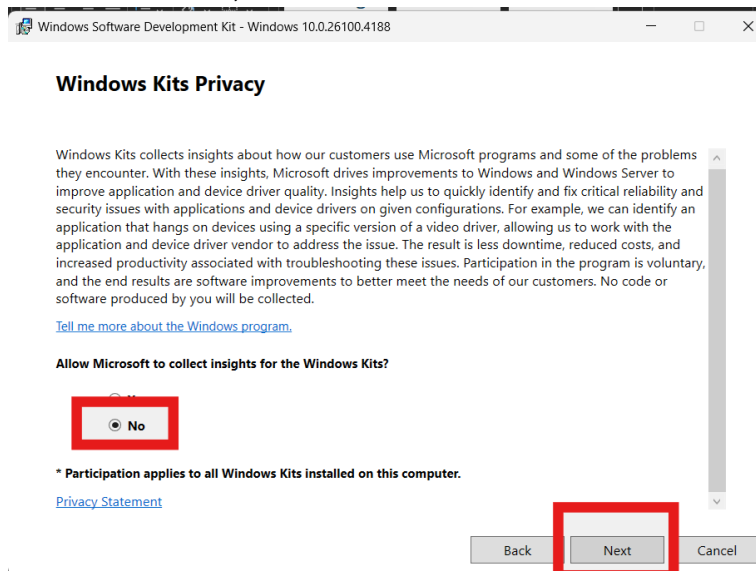 Windows Software Development Kit - Windows 10.0.26100.4188
Windows Kits Privacy
Windows Kits collects insights about how our customers use Microsoft programs and some of the problems
they encounter. With these insights, Microsoft drives improvements to Windows and Windows Server to
improve application and device driver quality. Insights help us to quickly identify and fix critical reliability and
security issues with applications and device drivers on given configurations. For example, we can identify an
application that hangs on devices using a specific version of a video driver, allowing us to work with the
application and device driver vendor to address the issue. The result is less downtime, reduced costs, and
increased productivity associated with troubleshooting these issues. Participation in the program is voluntary,
and the end results are software improvements to better meet the needs of our customers. No code or
software produced by you will be collected.
Tell me more about the Windows program.
Allow Microsoft to collect insights for the Windows Kits?
No
* Participation applies to all Windows Kits installed on this computer.
Privacy Statement
Back Next Cancel